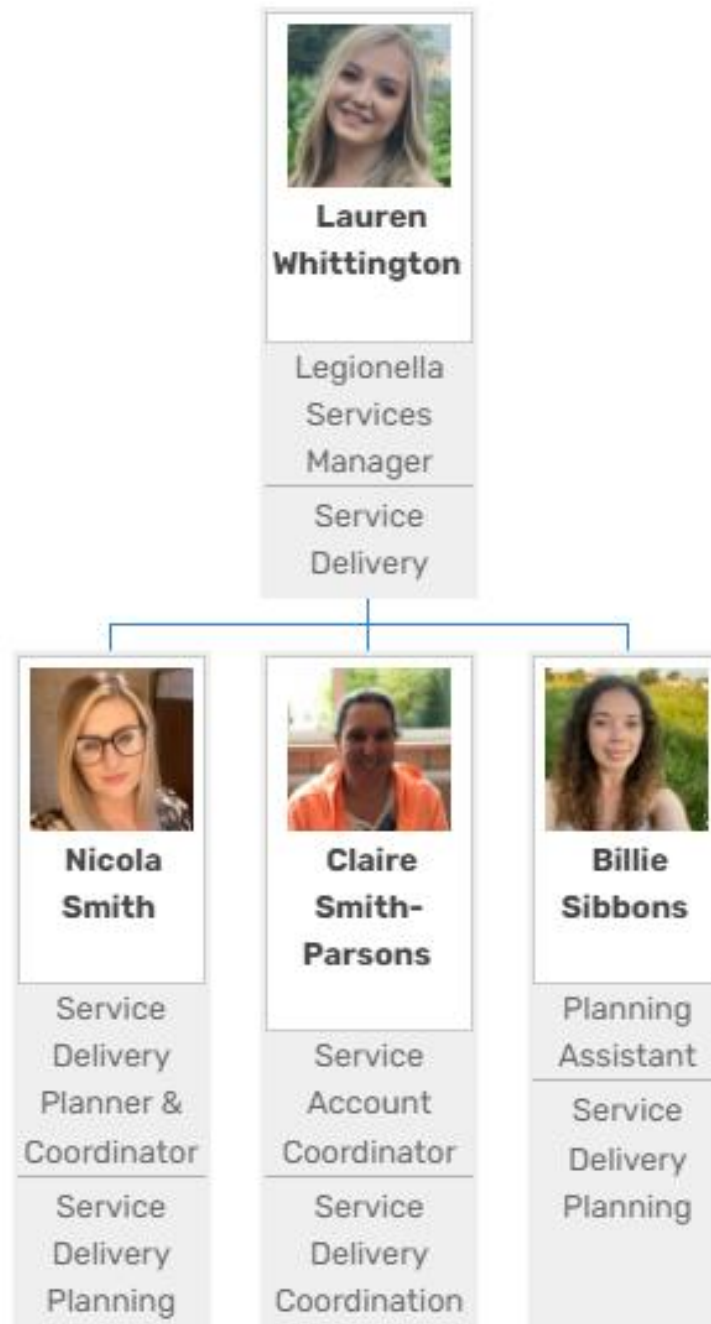 Lauren
Whittington
Legionella
Services
Manager
Service
Delivery
Nicola
Smith
Service
Delivery
Planner &
Coordinator
Service
Delivery
Planning
Claire
Smith-
Parsons
Service
Account
Coordinator
Service
Delivery
Coordination
Billie
Sibbons
Planning
Assistant
Service
Delivery
Planning